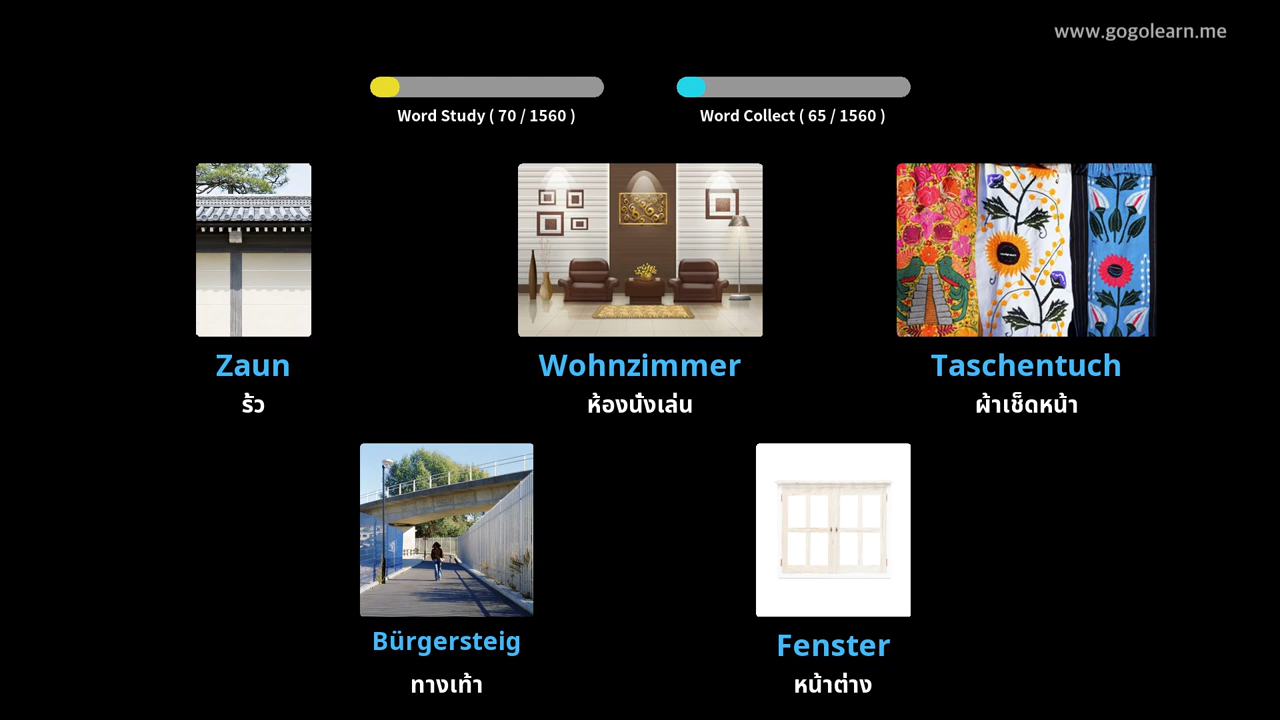 www.gogolearn.me
Word Study ( 70 / 1560 )
Word Collect ( 65 / 1560 )
Zaun
Wohnzimmer
Taschentuch
รั้ว
ห้องนั่งเล่น
ผ้าเช็ดหน้า
Bürgersteig
Fenster
ทางเท้า
หน้าต่าง